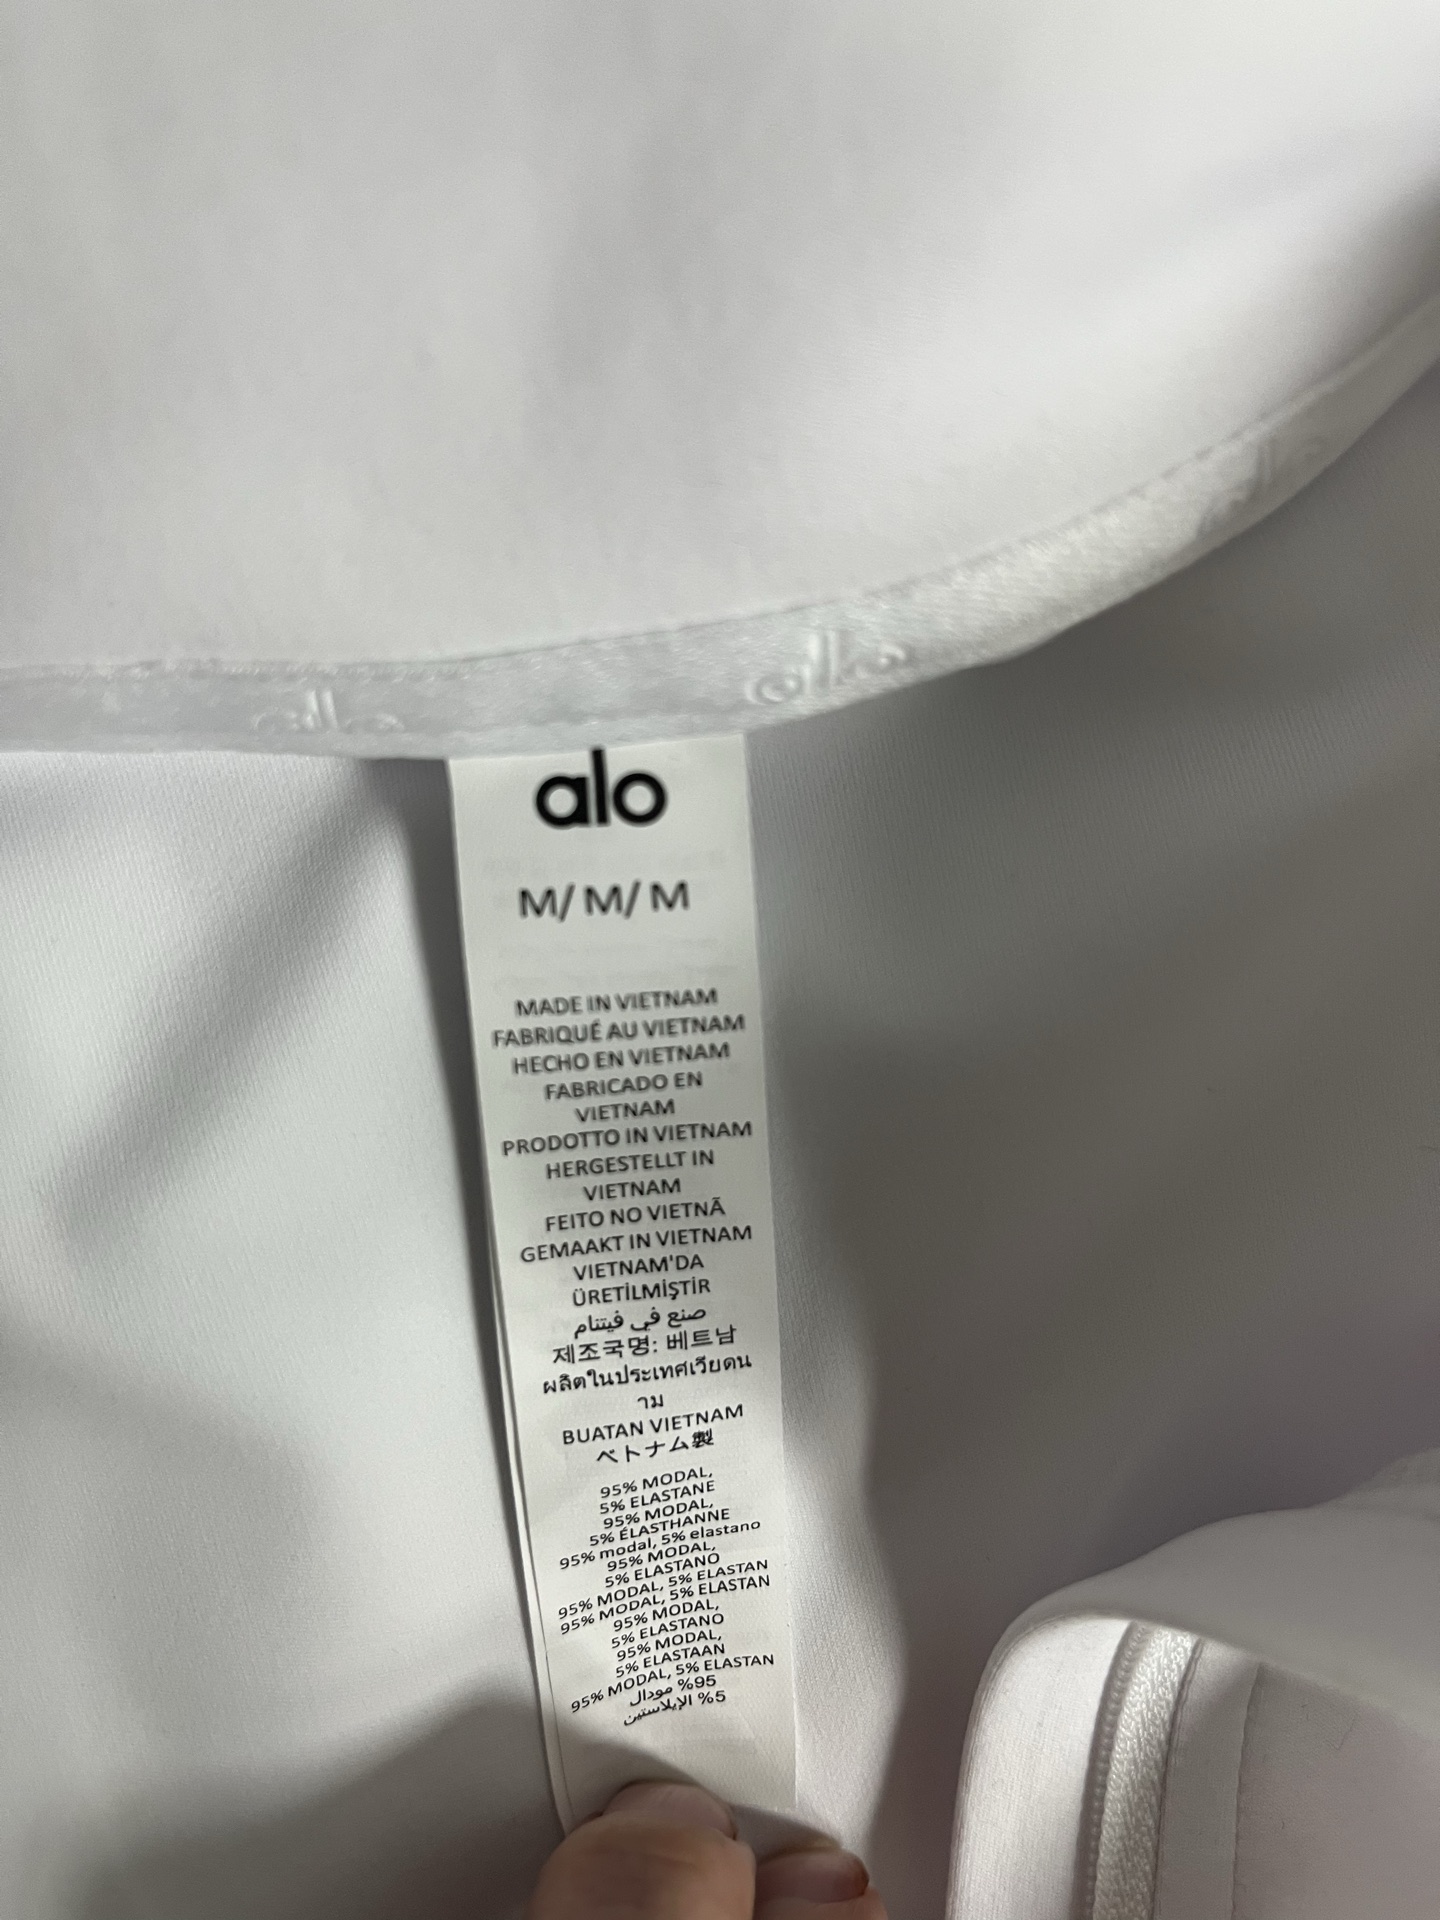 alo
alo
alo
M/ M/ M
MADE IN VIETNAM
FABRIQUÉ AU VIETNAM
HECHO EN VIETNAM
FABRICADO EN
VIETNAM
PRODOTTO IN VIETNAM
HERGESTELLT IN
VIETNAM
FEITO NO VIETNÃ
GEMAAKT IN VIETNAM
VIETNAM'DA
ÜRETİLMİŞTİR
صنع في فيتنام
제조국명: 베트남
ผลิตในประเทศเวียดน
าม
BUATAN VIETNAM
ベトナム製
95% MODAL,
5% ELASTANE
95% MODAL,
5% ÉLASTHANNE
95% modal, 5% elastano
95% MODAL,
5% ELASTANO
95% MODAL, 5% ELASTAN
95% MODAL, 5% ELASTAN
95% MODAL,
5% ELASTANO
95% MODAL,
5% ELASTAAN
95% MODAL, 5% ELASTAN
95% مودال
5% الإيلاستين